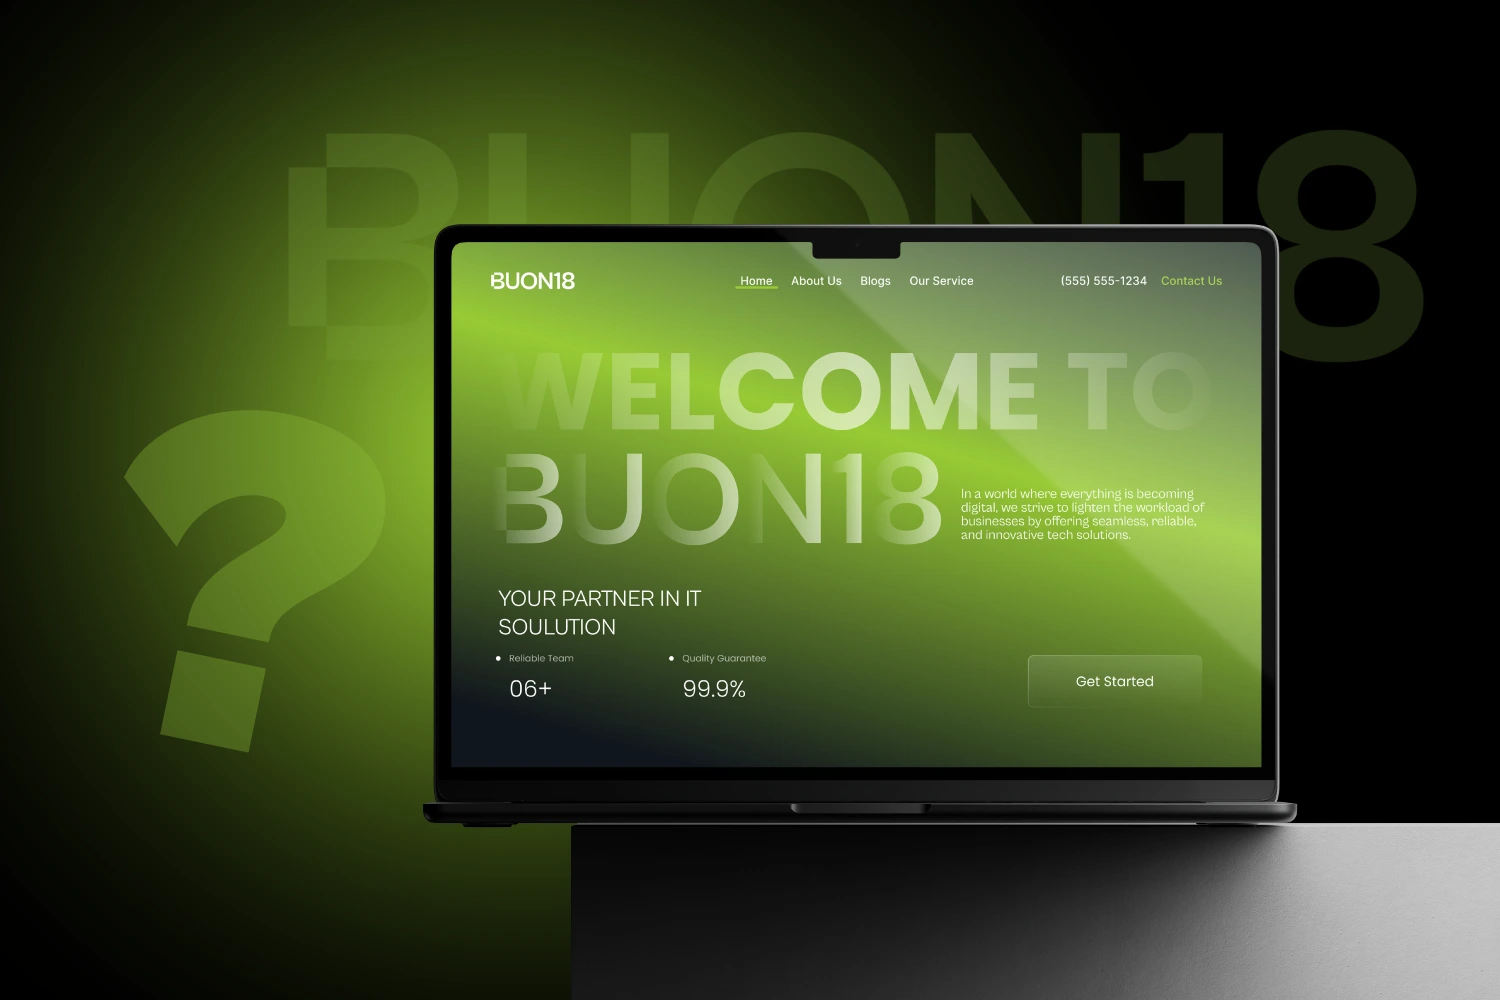 BUON18
?
BUON18
Home About Us Blogs Our Service
(555) 555-1234 Contact Us
WELCOME TO
BUON18
In a world where everything is becoming
digital, we strive to lighten the workload of
businesses by offering seamless, reliable,
and innovative tech solutions.
YOUR PARTNER IN IT
SOULUTION
Reliable Team
06+
Quality Guarantee
99.9%
Get Started